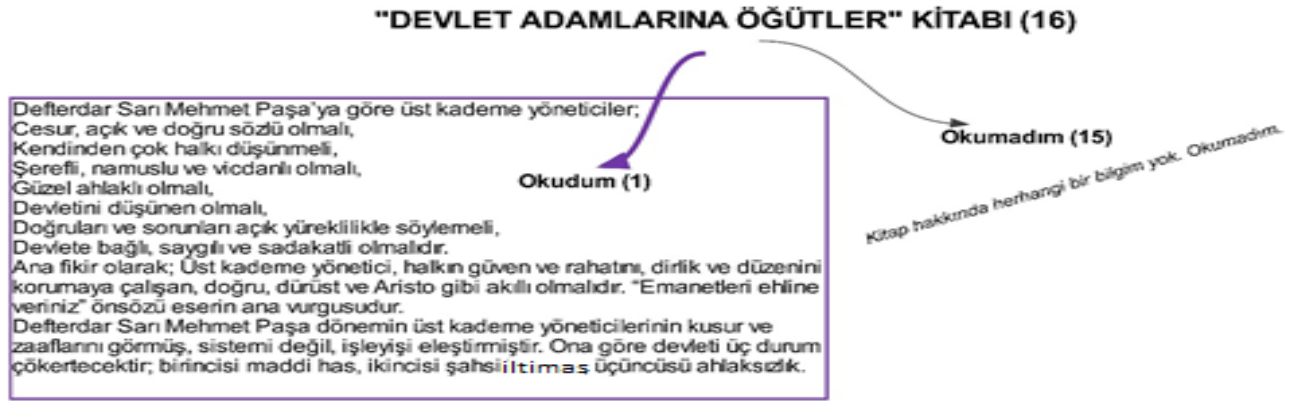 "DEVLET ADAMLARINA ÖĞÜTLER" KİTABI (16)
Defterdar Sarı Mehmet Paşa'ya göre üst kademe yöneticiler;
Cesur, açık ve doğru sözlü olmalı,
Kendinden çok halkı düşünmeli,
Şerefli, namuslu ve vicdanlı olmalı,
Güzel ahlaklı olmalı,
Devletini düşünen olmalı,
Doğruları ve sorunları açık yüreklilikle söylemeli,
Devlete bağlı, saygılı ve sadakatli olmalıdır.
Ana fikir olarak; Üst kademe yönetici, halkın güven ve rahatını, dirlik ve düzenini
korumaya çalışan, doğru, dürüst ve Aristo gibi akıllı olmalıdır. "Emanetleri ehline
veriniz" önsözü eserin ana vurgusudur.
Defterdar Sarı Mehmet Paşa dönemin üst kademe yöneticilerinin kusur ve
zaaflarını görmüş, sistemi değil, işleyişi eleştirmiştir. Ona göre devleti üç durum
çökertecektir; birincisi maddi has, ikincisi şahsi iltimas üçüncüsü ahlaksızlık.
Okudum (1)
Okumadım (15)
Kitap hakkında herhangi bir bilgim yok. Okumadım.